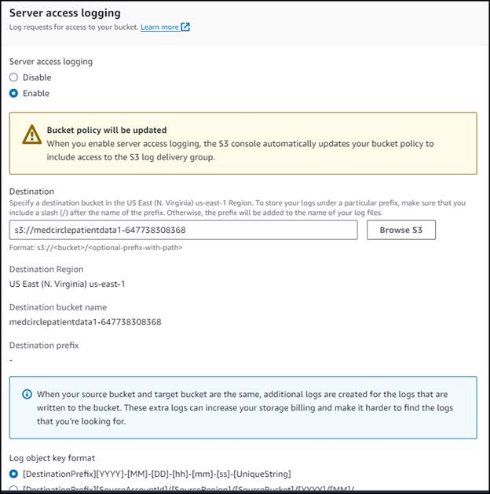 Server access logging
Log requests for access to your bucket. Learn more
Server access logging
Disable
Enable
Bucket policy will be updated
When you enable server access logging, the S3 console automatically updates your bucket policy to
include access to the S3 log delivery group.
Destination
Specify a destination bucket in the US East (N. Virginia) us-east-1 Region. To store your logs under a particular prefix, make sure that you
include a slash (/) after the name of the prefix. Otherwise, the prefix will be added to the name of your log files.
s3://medcirclepatientdata1-647738308368
Browse S3
Format: s3://<bucket>/<optional-prefix-with-path>
Destination Region
US East (N. Virginia) us-east-1
Destination bucket name
medcirclepatientdata1-647738308368
Destination prefix
-
When your source bucket and target bucket are the same, additional logs are created for the logs that are
written to the bucket. These extra logs can increase your storage billing and make it harder to find the logs
that you're looking for.
Log object key format
[DestinationPrefix][YYYY]-[MM]-[DD]-[hh]-[mm]-[ss]-[UniqueString]
[DestinationPrefix][SourceAccountId]/[SourceRegion]/[SourceBucket]/[YYYY]/[MM]/